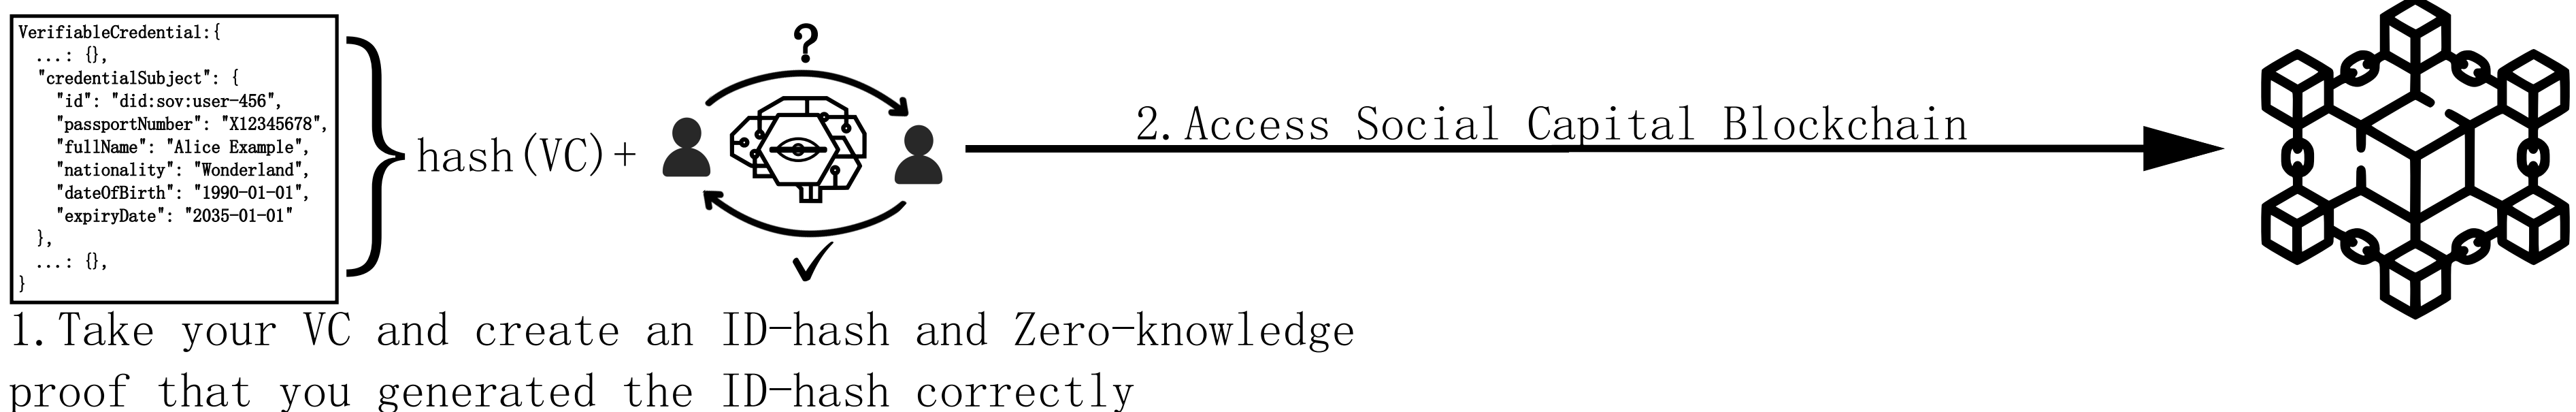 VerifiableCredential:{
...: {},
"credentialSubject": {
"id": "did:sov:user-456",
"passportNumber": "X12345678",
"fullName": "Alice Example",
"nationality": "Wonderland",
"dateOfBirth": "1990-01-01",
"expiryDate": "2035-01-01"
},
...: {},
}
hash(VC)+
?
2.Access Social Capital Blockchain
1.Take your VC and create an ID-hash and Zero-knowledge
proof that you generated the ID-hash correctly